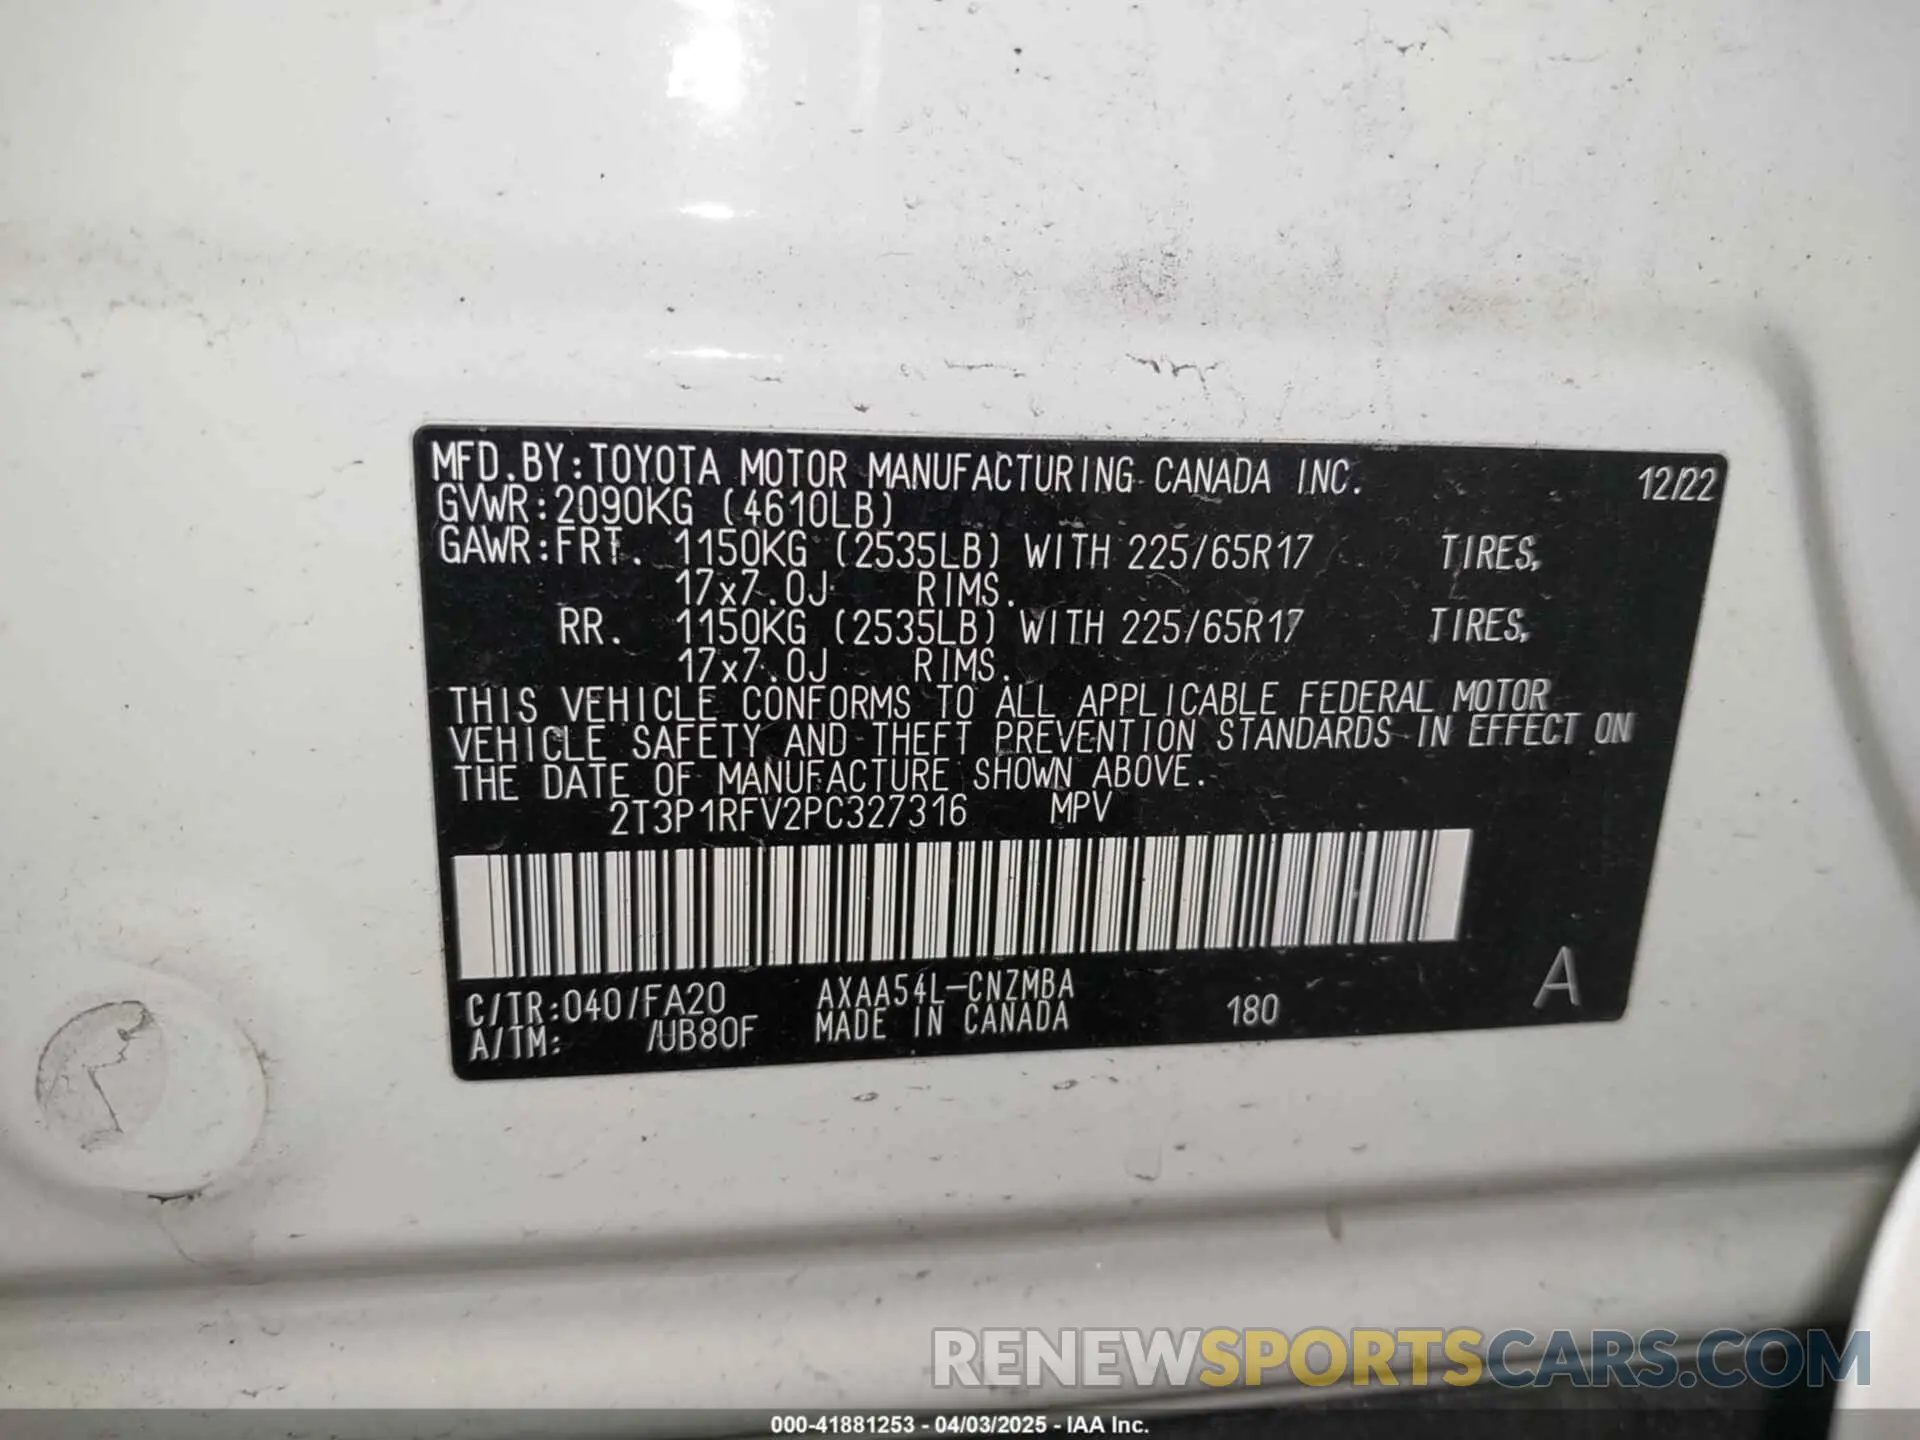 MFD.BY:TOYOTA MOTOR MANUFACTURING CANADA INC. 12/22
GVWR:2090KG (4610LB)
GAWR:FRT. 1150KG (2535LB) WITH 225/65R17 TIRES,
17x7.0J RIMS.
RR. 1150KG (2535LB) WITH 225/65R17 TIRES,
17x7.0J RIMS.
THIS VEHICLE CONFORMS TO ALL APPLICABLE FEDERAL MOTOR
VEHICLE SAFETY AND THEFT PREVENTION STANDARDS IN EFFECT ON
THE DATE OF MANUFACTURE SHOWN ABOVE.
2T3P1RFV2PC327316 MPV
C/TR:040/FA20 AXAA54L-CNZMBA 180 A
A/TM: /UB80F MADE IN CANADA
RENEWSPORTSCARS.COM
000-41881253 - 04/03/2025 - IAA Inc.